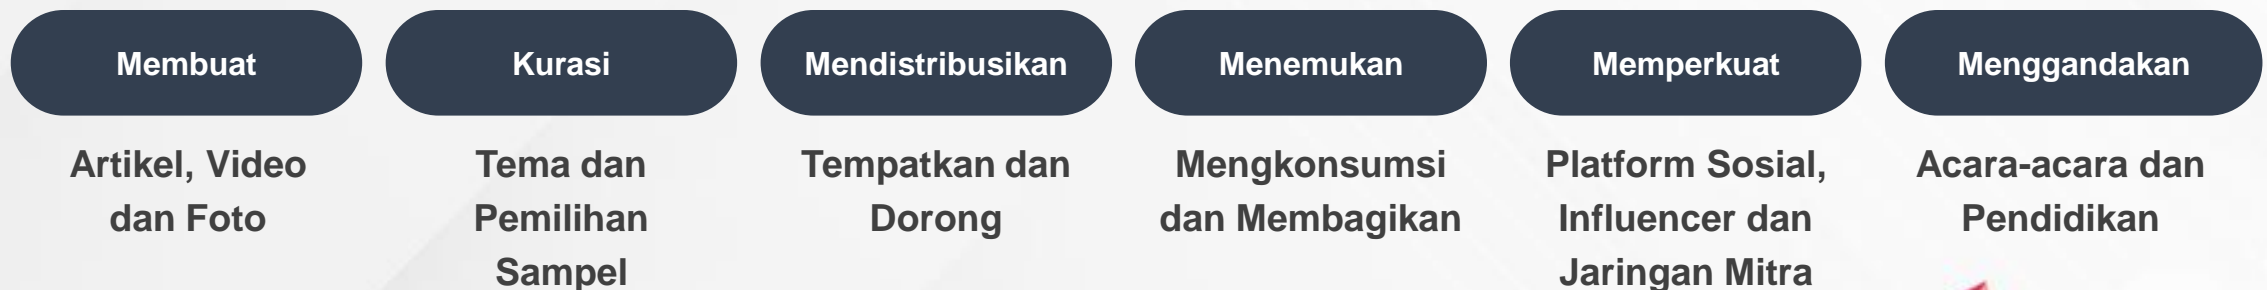 Membuat
Artikel, Video
dan Foto
Kurasi
Tema dan
Pemilihan
Sampel
Mendistribusikan
Tempatkan dan
Dorong
Menemukan
Mengkonsumsi
dan Membagikan
Memperkuat
Platform Sosial,
Influencer dan
Jaringan Mitra
Menggandakan
Acara-acara dan
Pendidikan